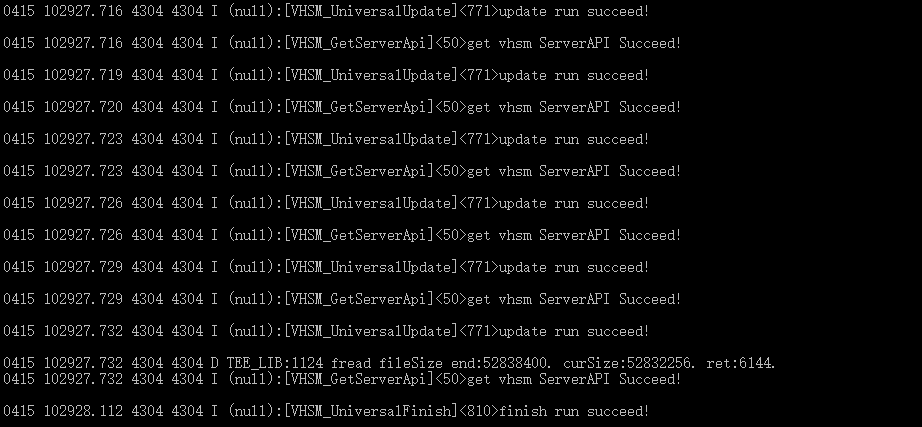 0415 102927.716 4304 4304 I (null):[VHSM_UniversalUpdate]<771>update run succeed!
0415 102927.716 4304 4304 I (null):[VHSM_GetServerApi]<50>get vhsm ServerAPI Succeed!
0415 102927.719 4304 4304 I (null):[VHSM_UniversalUpdate]<771>update run succeed!
0415 102927.720 4304 4304 I (null):[VHSM_GetServerApi]<50>get vhsm ServerAPI Succeed!
0415 102927.723 4304 4304 I (null):[VHSM_UniversalUpdate]<771>update run succeed!
0415 102927.723 4304 4304 I (null):[VHSM_GetServerApi]<50>get vhsm ServerAPI Succeed!
0415 102927.726 4304 4304 I (null):[VHSM_UniversalUpdate]<771>update run succeed!
0415 102927.726 4304 4304 I (null):[VHSM_GetServerApi]<50>get vhsm ServerAPI Succeed!
0415 102927.729 4304 4304 I (null):[VHSM_UniversalUpdate]<771>update run succeed!
0415 102927.729 4304 4304 I (null):[VHSM_GetServerApi]<50>get vhsm ServerAPI Succeed!
0415 102927.732 4304 4304 I (null):[VHSM_UniversalUpdate]<771>update run succeed!
0415 102927.732 4304 4304 D TEE_LIB:1124 fread fileSize end:52838400. curSize:52832256. ret:6144.
0415 102927.732 4304 4304 I (null):[VHSM_GetServerApi]<50>get vhsm ServerAPI Succeed!
0415 102928.112 4304 4304 I (null):[VHSM_UniversalFinish]<810>finish run succeed!